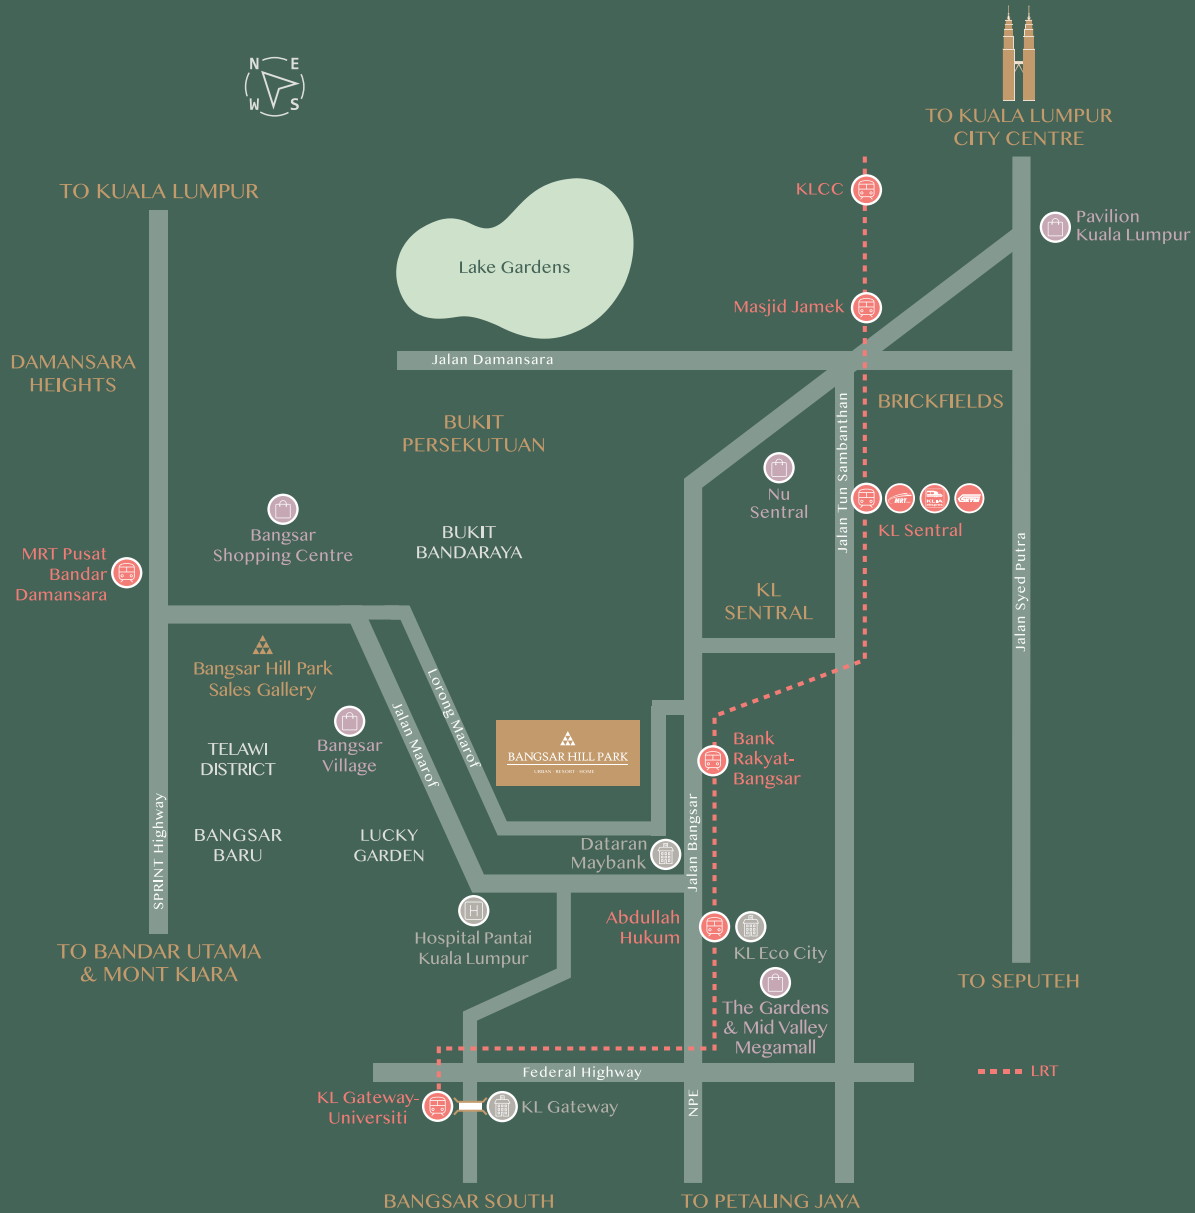 N E
W S
TO KUALA LUMPUR
CITY CENTRE
TO KUALA LUMPUR
KLCC
Pavilion
Kuala Lumpur
Lake Gardens
Masjid Jamek
Jalan Damansara
DAMANSARA
HEIGHTS
BRICKFIELDS
BUKIT
PERSEKUTUAN
Jalan Tun Sambanthan
Nu
Sentral
MRT
KLIA
KL Sentral
Bangsar
Shopping Centre
BUKIT
BANDARAYA
MRT Pusat
Bandar
Damansara
Jalan Syed Putra
KL
SENTRAL
Bangsar Hill Park
Sales Gallery
Lorong Maarof
Jalan Maarof
Bangsar
Village
TELAWI
DISTRICT
BANGSAR HILL PARK
URBAN · RESORT · HOME
Bank
Rakyat-
Bangsar
SPRINT Highway
BANGSAR
BARU
LUCKY
GARDEN
Dataran
Maybank
Jalan Bangsar
Hospital Pantai
Kuala Lumpur
Abdullah
Hukum
KL Eco City
TO BANDAR UTAMA
& MONT KIARA
TO SEPUTEH
The Gardens
& Mid Valley
Megamall
Federal Highway
LRT
KL Gateway-
Universiti
KL Gateway
NPE
BANGSAR SOUTH
TO PETALING JAYA